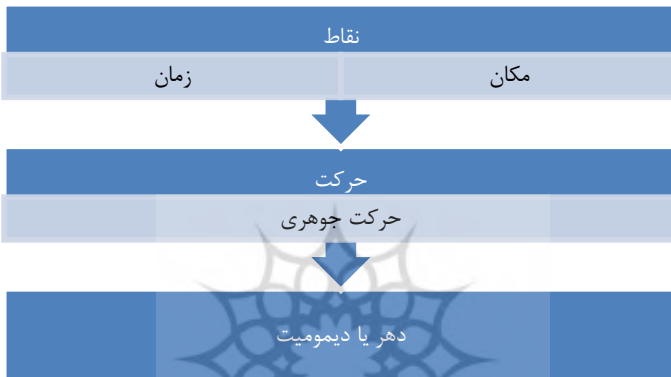 نقاط
مکان
زمان
حرکت
حرکت جوهری
دهر یا دیمومیت